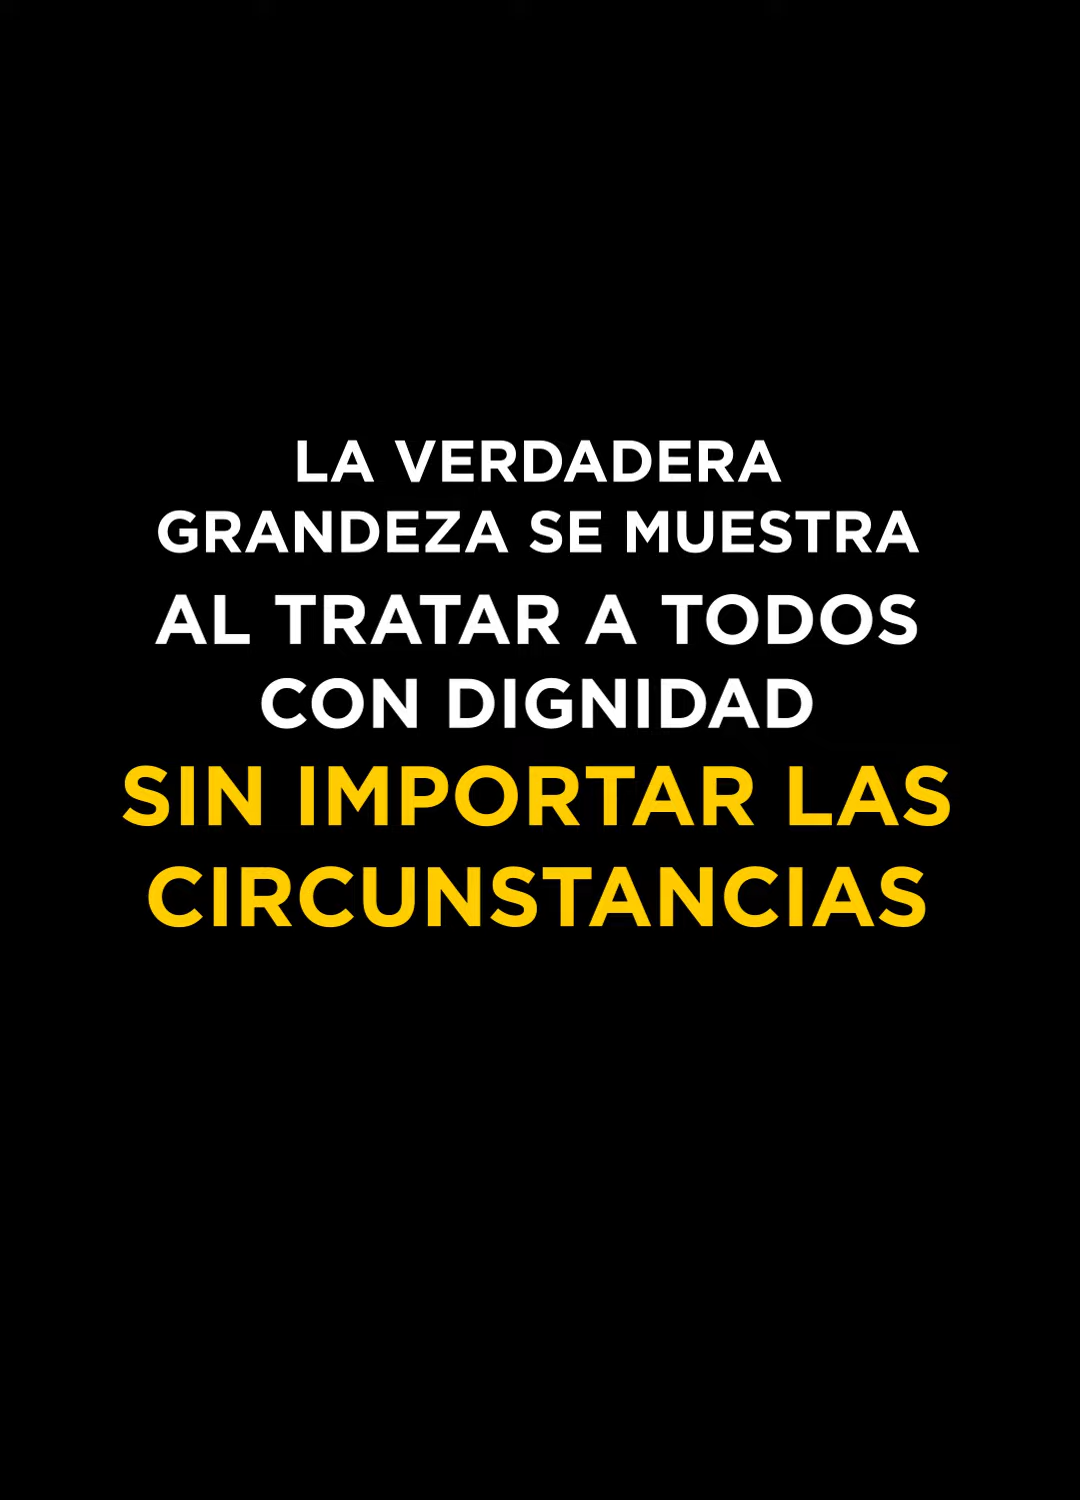 LA VERDADERA
GRANDEZA SE MUESTRA
AL TRATAR A TODOS
CON DIGNIDAD
SIN IMPORTAR LAS
CIRCUNSTANCIAS